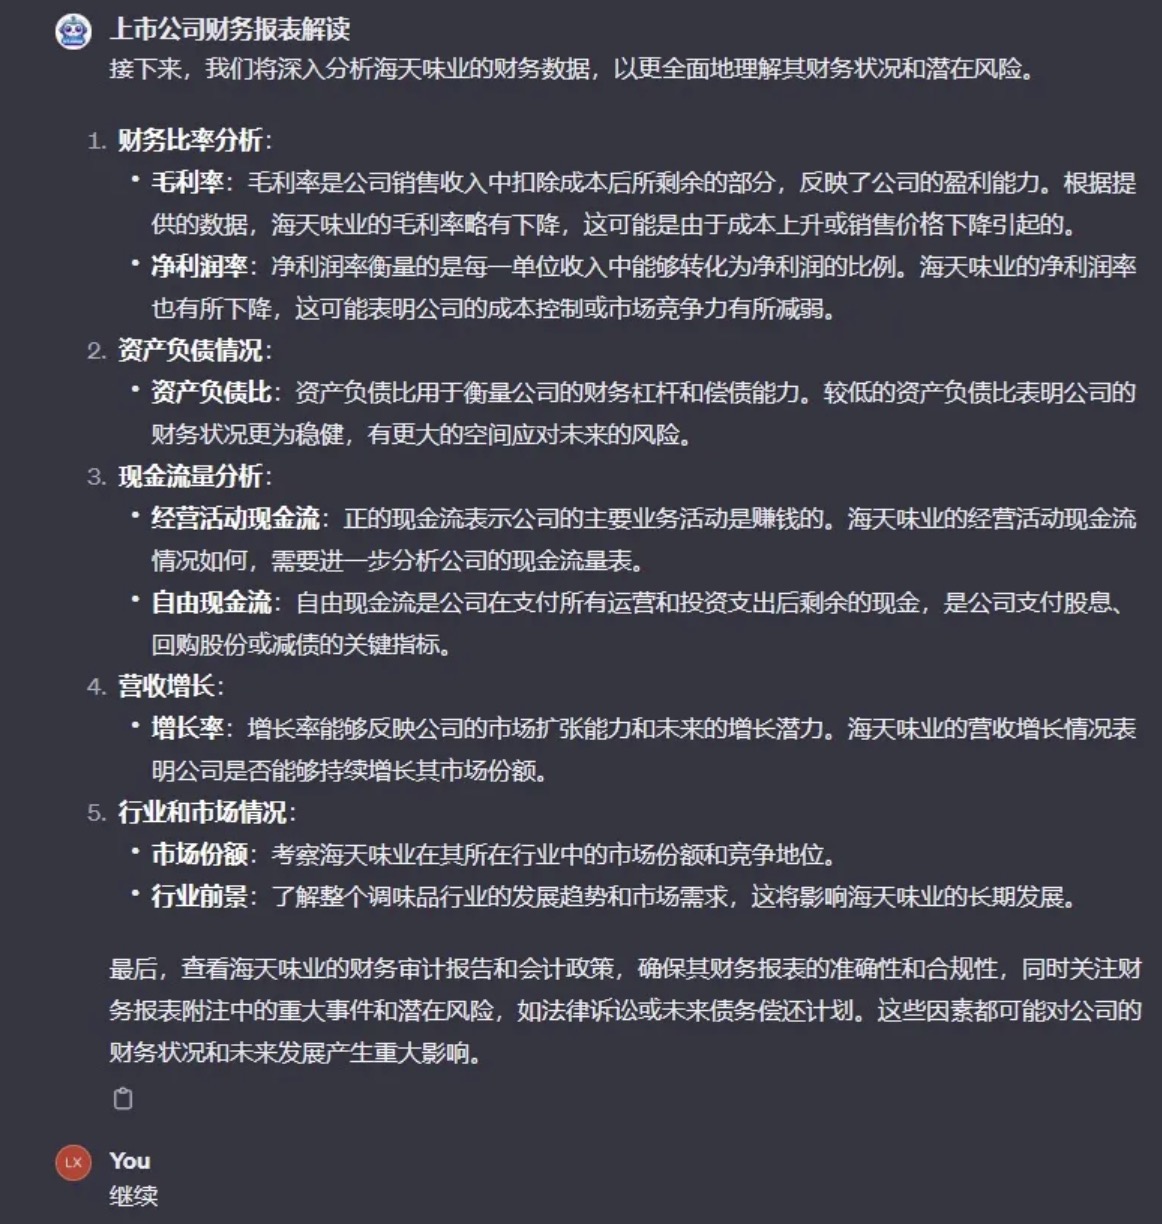 上市公司财务报表解读
接下来，我们将深入分析海天味业的财务数据，以更全面地理解其财务状况和潜在风险。
1. 财务比率分析：
• 毛利率：毛利率是公司销售收入中扣除成本后所剩余的部分，反映了公司的盈利能力。根据提
供的数据，海天味业的毛利率略有下降，这可能是由于成本上升或销售价格下降引起的。
• 净利润率：净利润率衡量的是每一单位收入中能够转化为净利润的比例。海天味业的净利润率
也有所下降，这可能表明公司的成本控制或市场竞争力有所减弱。
2. 资产负债情况：
• 资产负债比：资产负债比用于衡量公司的财务杠杆和偿债能力。较低的资产负债比表明公司的
财务状况更为稳健，有更大的空间应对未来的风险。
3. 现金流量分析：
• 经营活动现金流：正的现金流表示公司的主要业务活动是赚钱的。海天味业的经营活动现金流
情况如何，需要进一步分析公司的现金流量表。
• 自由现金流：自由现金流是公司在支付所有运营和投资支出后剩余的现金，是公司支付股息、
回购股份或减债的关键指标。
4. 营收增长：
• 增长率：增长率能够反映公司的市场扩张能力和未来的增长潜力。海天味业的营收增长情况表
明公司是否能够持续增长其市场份额。
5. 行业和市场情况：
• 市场份额：考察海天味业在其所在行业中的市场份额和竞争地位。
• 行业前景：了解整个调味品行业的发展趋势和市场需求，这将影响海天味业的长期发展。
最后，查看海天味业的财务审计报告和会计政策，确保其财务报表的准确性和合规性，同时关注财
务报表附注中的重大事件和潜在风险，如法律诉讼或未来债务偿还计划。这些因素都可能对公司的
财务状况和未来发展产生重大影响。
LX
You
继续